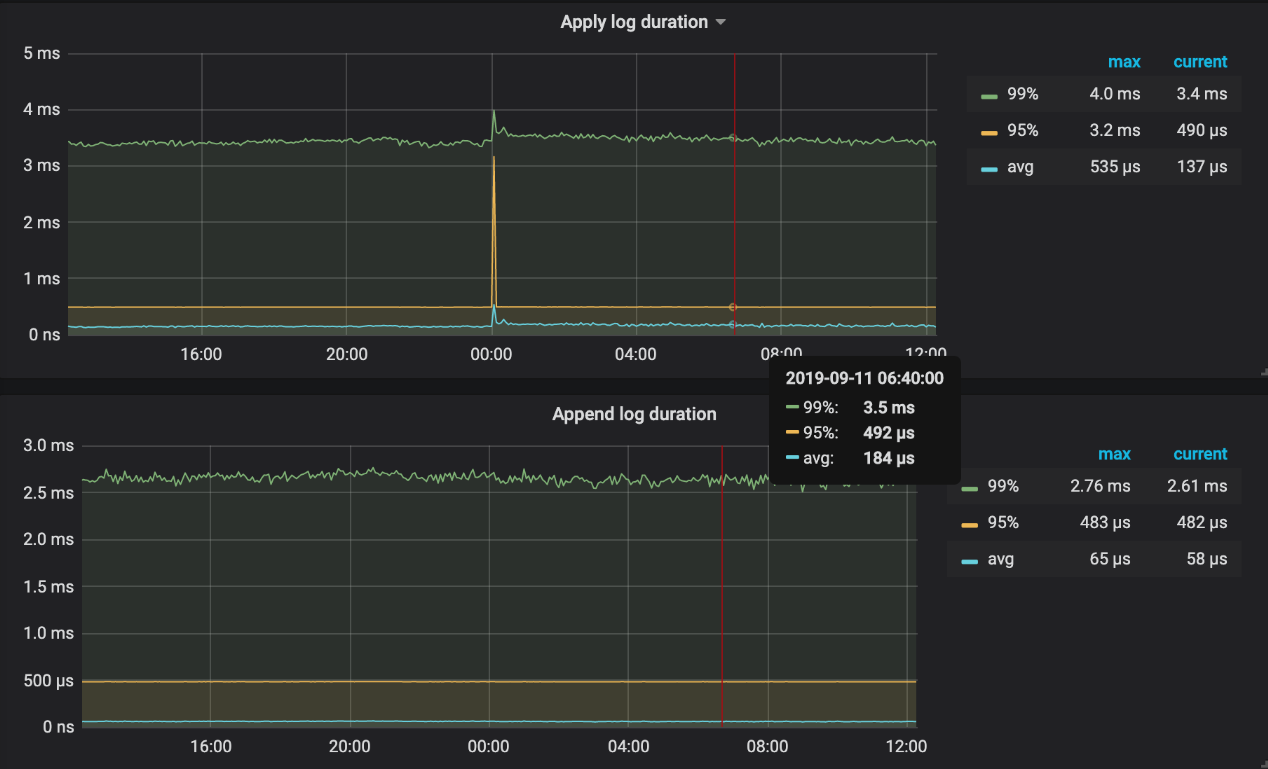 Apply log duration
5 ms
4 ms
3 ms
2 ms
1 ms
0 ns
16:00 20:00 00:00 04:00 08:00 12:00
max current
99% 4.0 ms 3.4 ms
95% 3.2 ms 490 µs
avg 535 µs 137 µs
2019-09-11 06:40:00
99%: 3.5 ms
95%: 492 µs
avg: 184 µs
Append log duration
3.0 ms
2.5 ms
2.0 ms
1.5 ms
1.0 ms
500 µs
0 ns
16:00 20:00 00:00 04:00 08:00 12:00
max current
99% 2.76 ms 2.61 ms
95% 483 µs 482 µs
avg 65 µs 58 µs